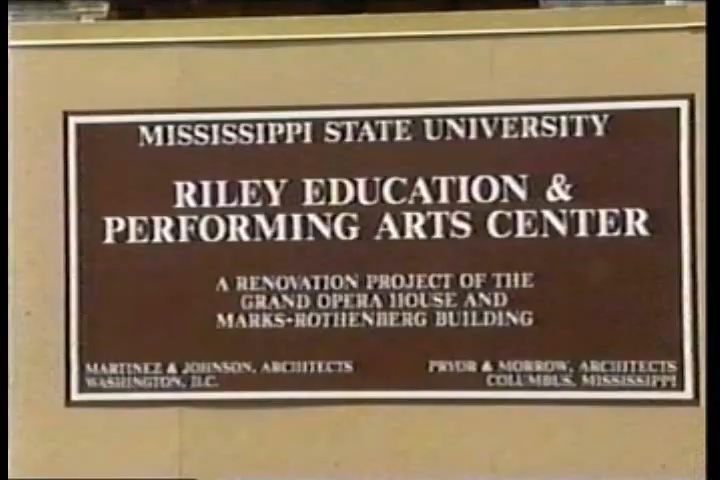 MISSISSIPPI STATE UNIVERSITY
RILEY EDUCATION &
PERFORMING ARTS CENTER
A RENOVATION PROJECT OF THE
GRAND OPERA HOUSE AND
MARKS-ROTHENBERG BUILDING
MARTINEZ & JOHNSON, ARCHITECTS
WASHINGTON, D.C.
PRYOR & MORROW, ARCHITECTS
COLUMBUS, MISSISSIPPI